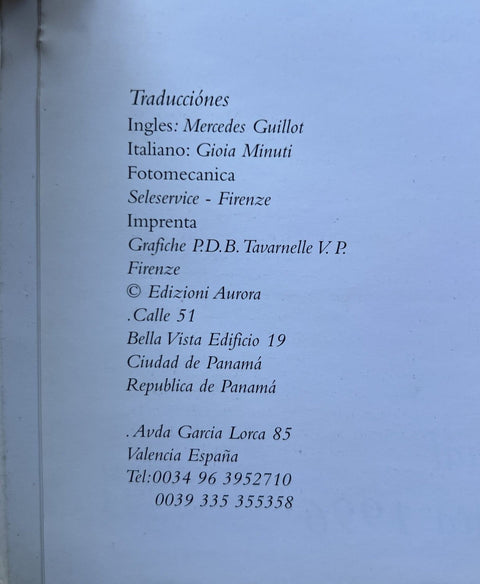 Traducciónes
Ingles: Mercedes Guillot
Italiano: Gioia Minuti
Fotomecanica
Seleservice - Firenze
Imprenta
Grafiche P.D.B. Tavarnelle V. P.
Firenze
© Edizioni Aurora
.Calle 51
Bella Vista Edificio 19
Ciudad de Panamá
Republica de Panamá
.Avda Garcia Lorca 85
Valencia España
Tel:0034 96 3952710
0039 335 355358